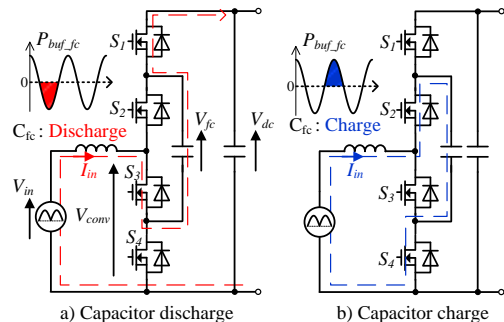 P_buf_fc
0
C_fc : Discharge
I_in
V_in
V_conv
S_1
S_2
S_3
S_4
V_fc
V_dc
a) Capacitor discharge
P_buf_fc
0
C_fc : Charge
I_in
S_1
S_2
S_3
S_4
b) Capacitor charge